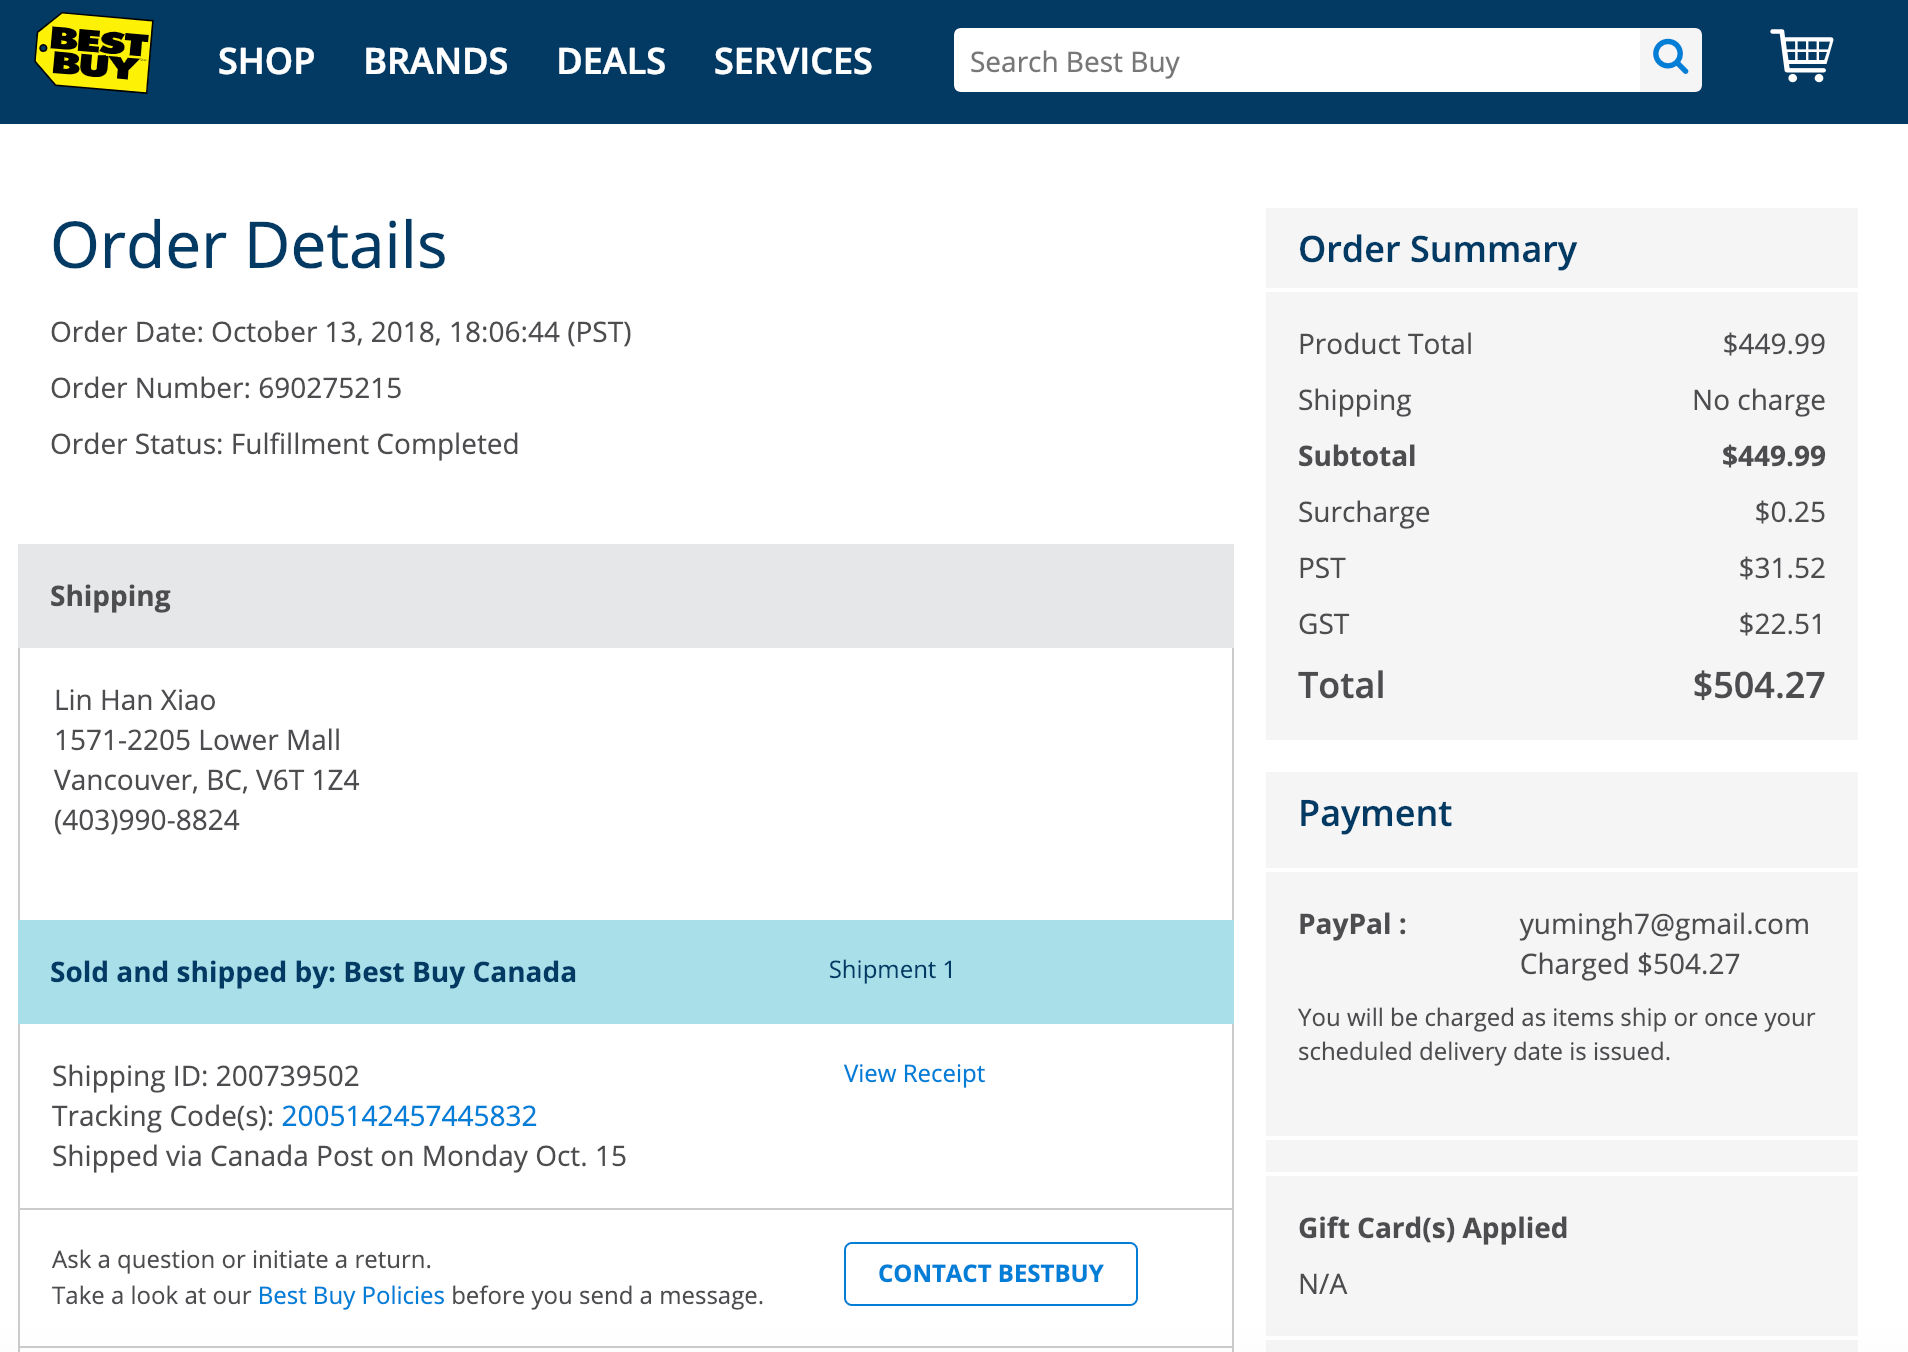 BEST
BUY
SHOP BRANDS DEALS SERVICES
Search Best Buy
Order Details
Order Date: October 13, 2018, 18:06:44 (PST)
Order Number: 690275215
Order Status: Fulfillment Completed
Shipping
Lin Han Xiao
1571-2205 Lower Mall
Vancouver, BC, V6T 1Z4
(403)990-8824
Sold and shipped by: Best Buy Canada Shipment 1
Shipping ID: 200739502 View Receipt
Tracking Code(s): 2005142457445832
Shipped via Canada Post on Monday Oct. 15
Ask a question or initiate a return.
Take a look at our Best Buy Policies before you send a message.
CONTACT BESTBUY
Order Summary
Product Total $449.99
Shipping No charge
Subtotal $449.99
Surcharge $0.25
PST $31.52
GST $22.51
Total $504.27
Payment
PayPal : yumingh7@gmail.com
Charged $504.27
You will be charged as items ship or once your
scheduled delivery date is issued.
Gift Card(s) Applied
N/A